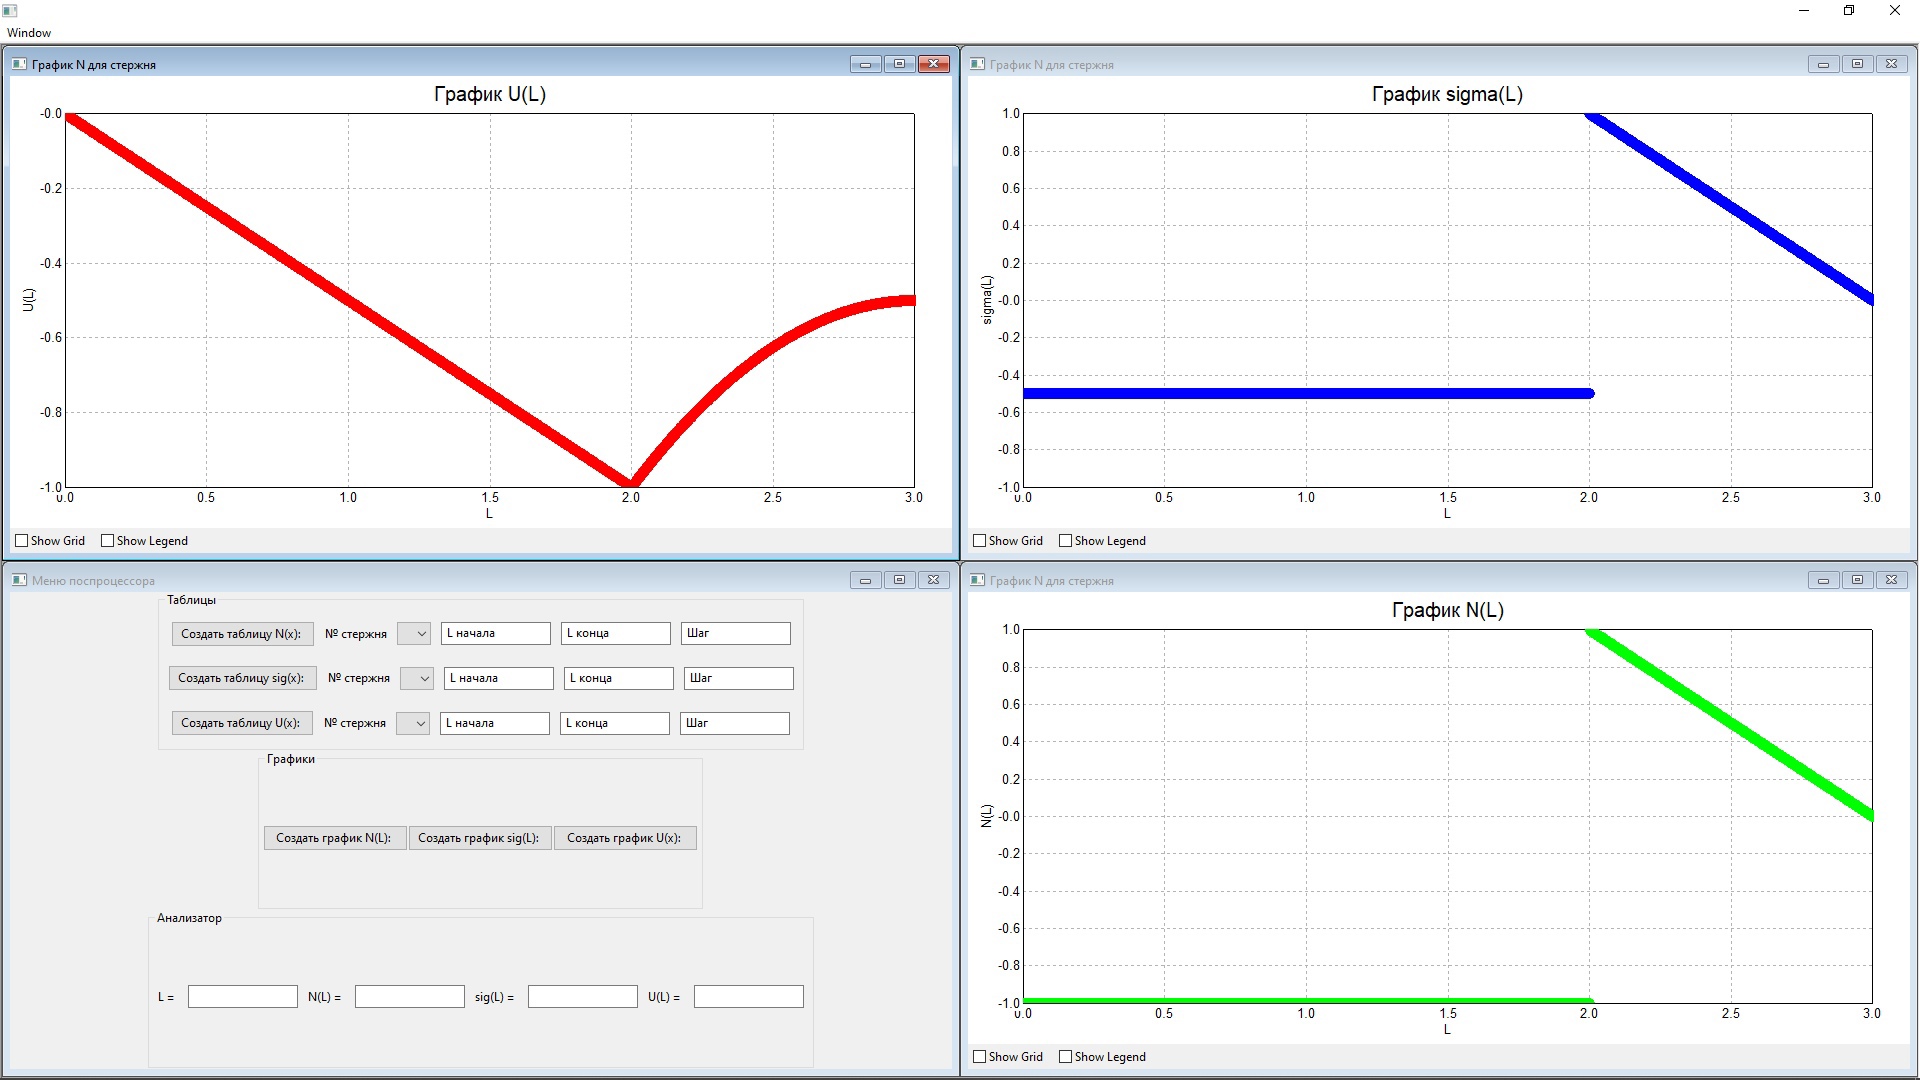 Window
График N для стержня
График U(L)
-0.0
-0.2
-0.4
-0.6
-0.8
-1.0
U(L)
0.0 0.5 1.0 1.5 2.0 2.5 3.0
L
Show Grid Show Legend
График N для стержня
График sigma(L)
1.0
0.8
0.6
0.4
0.2
-0.0
-0.2
-0.4
-0.6
-0.8
-1.0
sigma(L)
0.0 0.5 1.0 1.5 2.0 2.5 3.0
L
Show Grid Show Legend
Меню поспроцессора
Таблицы
Создать таблицу N(x): № стержня L начала L конца Шаг
Создать таблицу sig(x): № стержня L начала L конца Шаг
Создать таблицу U(x): № стержня L начала L конца Шаг
Графики
Создать график N(L): Создать график sig(L): Создать график U(x):
Анализатор
L = N(L) = sig(L) = U(L) =
График N для стержня
График N(L)
1.0
0.8
0.6
0.4
0.2
-0.0
-0.2
-0.4
-0.6
-0.8
-1.0
N(L)
0.0 0.5 1.0 1.5 2.0 2.5 3.0
L
Show Grid Show Legend